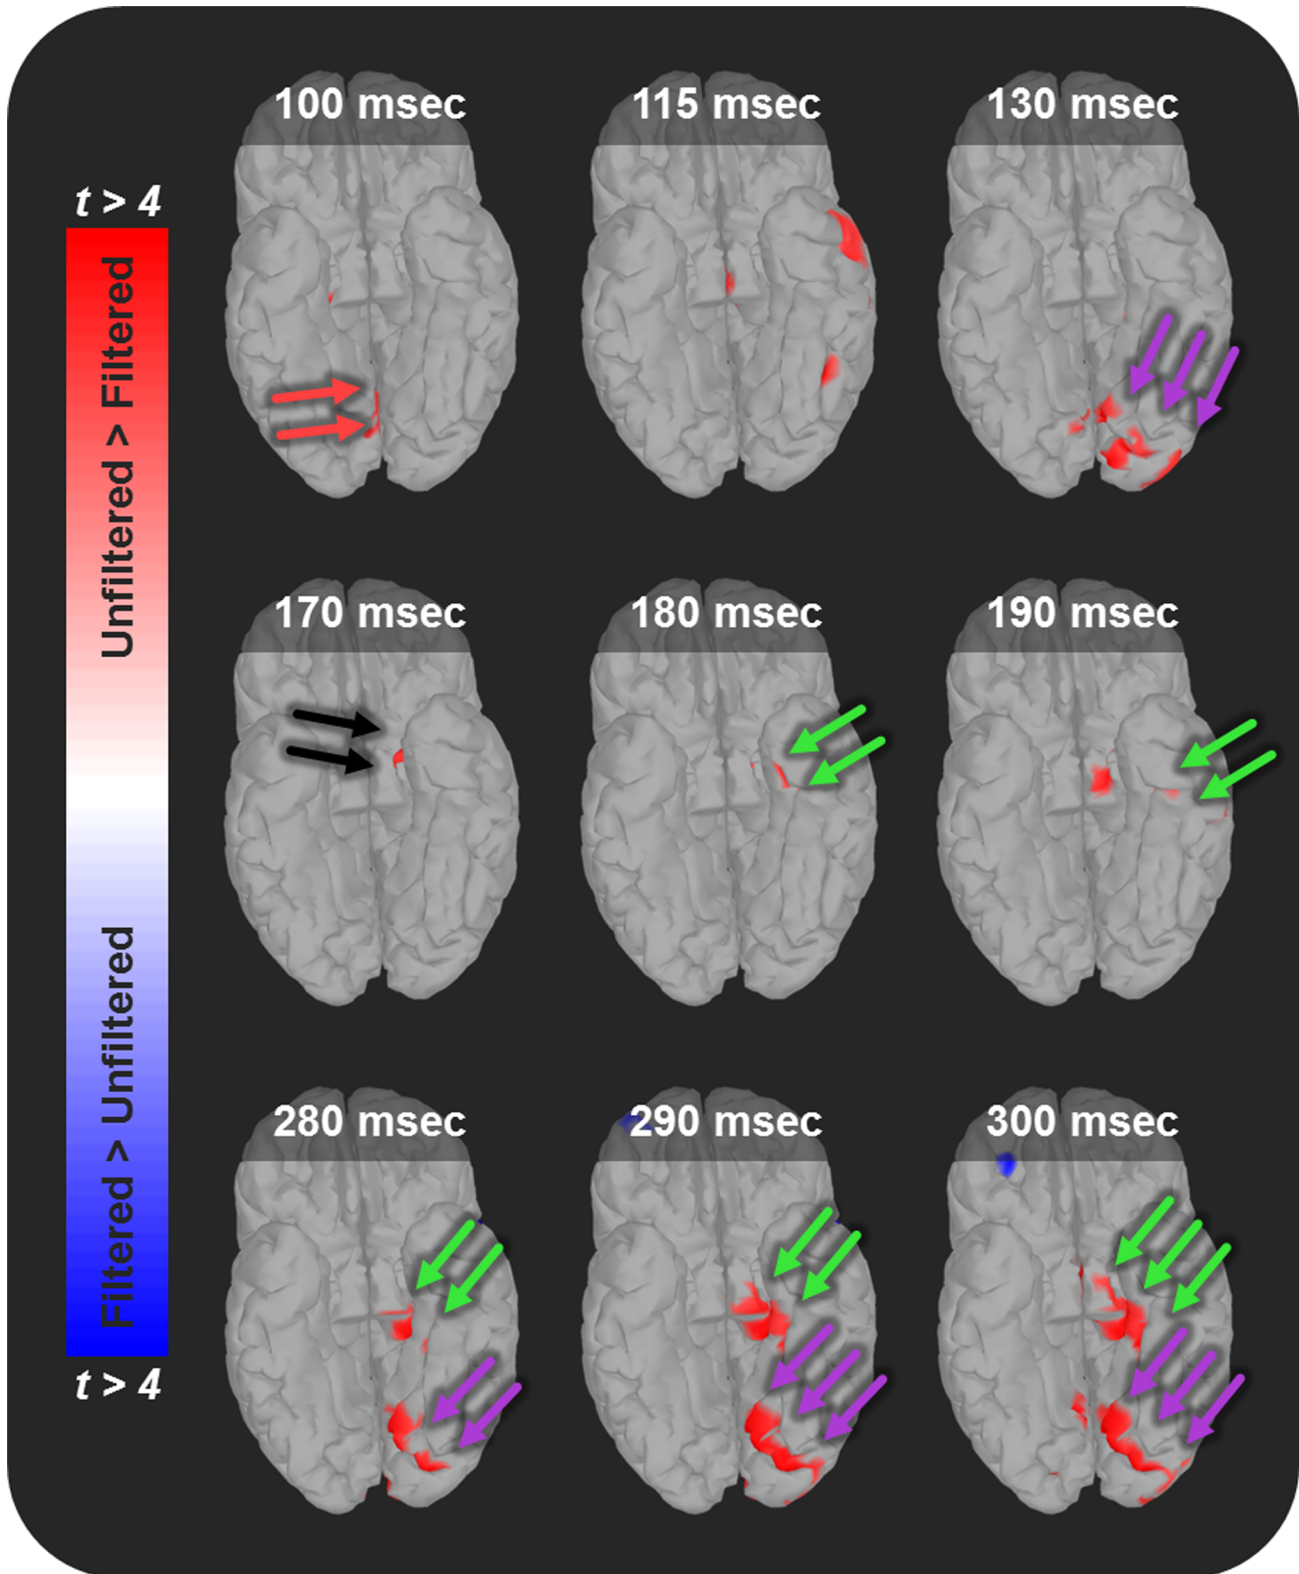 100 msec
115 msec
130 msec
t > 4
Unfiltered > Filtered
Filtered > Unfiltered
t > 4
170 msec
180 msec
190 msec
280 msec
290 msec
300 msec